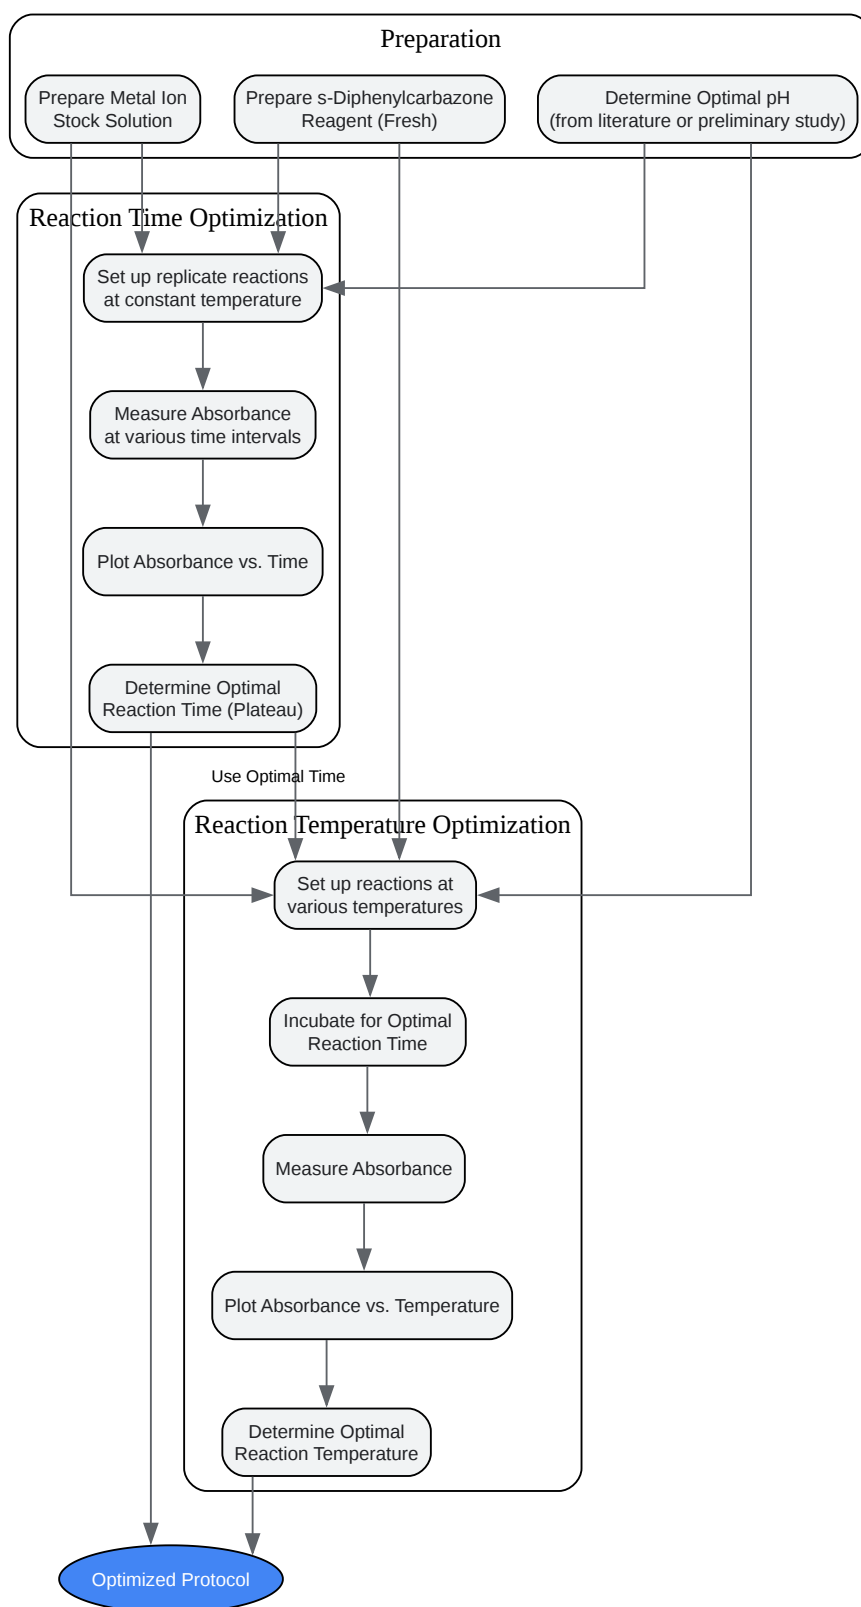 Preparation
Prepare Metal Ion
Stock Solution
Prepare s-Diphenylcarbazone
Reagent (Fresh)
Determine Optimal pH
(from literature or preliminary study)
Reaction Time Optimization
Set up replicate reactions
at constant temperature
Measure Absorbance
at various time intervals
Plot Absorbance vs. Time
Determine Optimal
Reaction Time (Plateau)
Use Optimal Time
Reaction Temperature Optimization
Set up reactions at
various temperatures
Incubate for Optimal
Reaction Time
Measure Absorbance
Plot Absorbance vs. Temperature
Determine Optimal
Reaction Temperature
Optimized Protocol